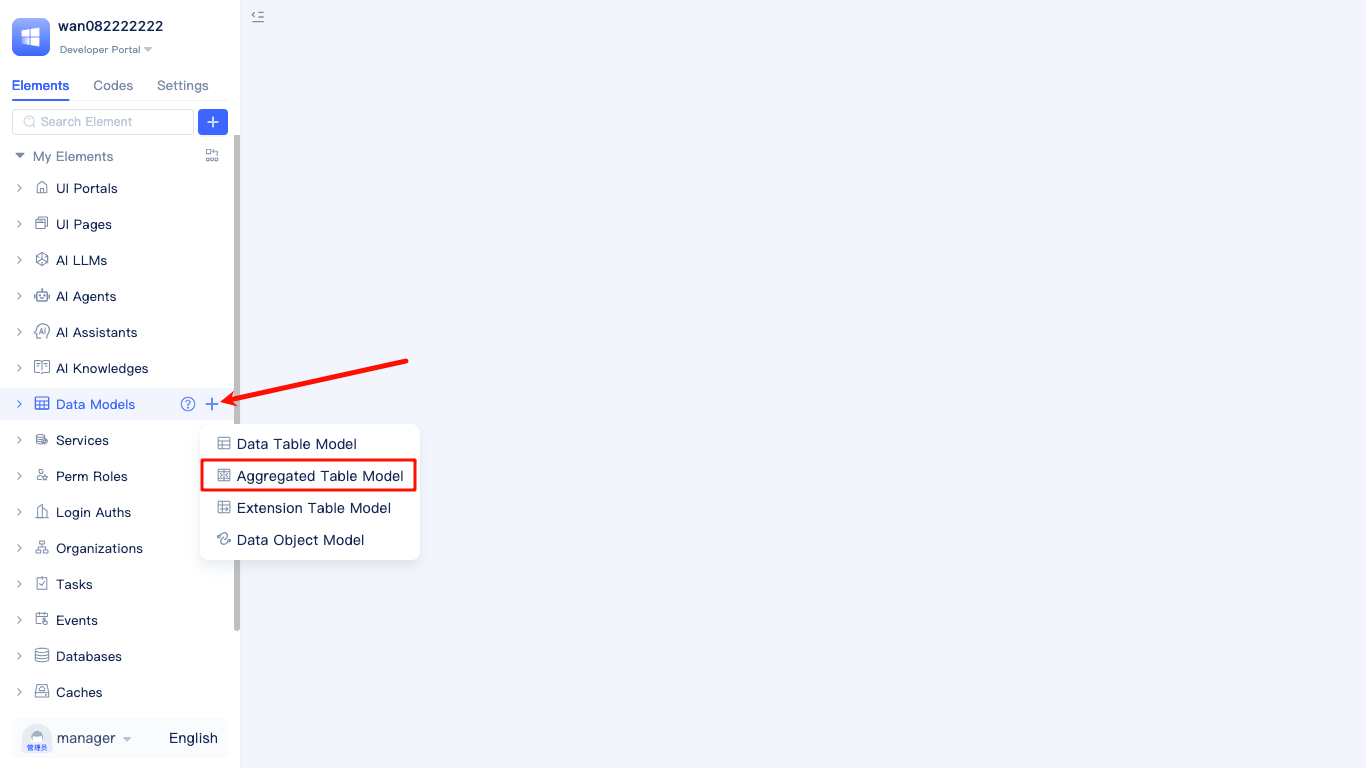 wan082222222
Developer Portal
Elements Codes Settings
Search Element
My Elements
UI Portals
UI Pages
AI LLMs
AI Agents
AI Assistants
AI Knowledges
Data Models
Data Table Model
Aggregated Table Model
Extension Table Model
Data Object Model
Services
Perm Roles
Login Auths
Organizations
Tasks
Events
Databases
Caches
管理员
manager English